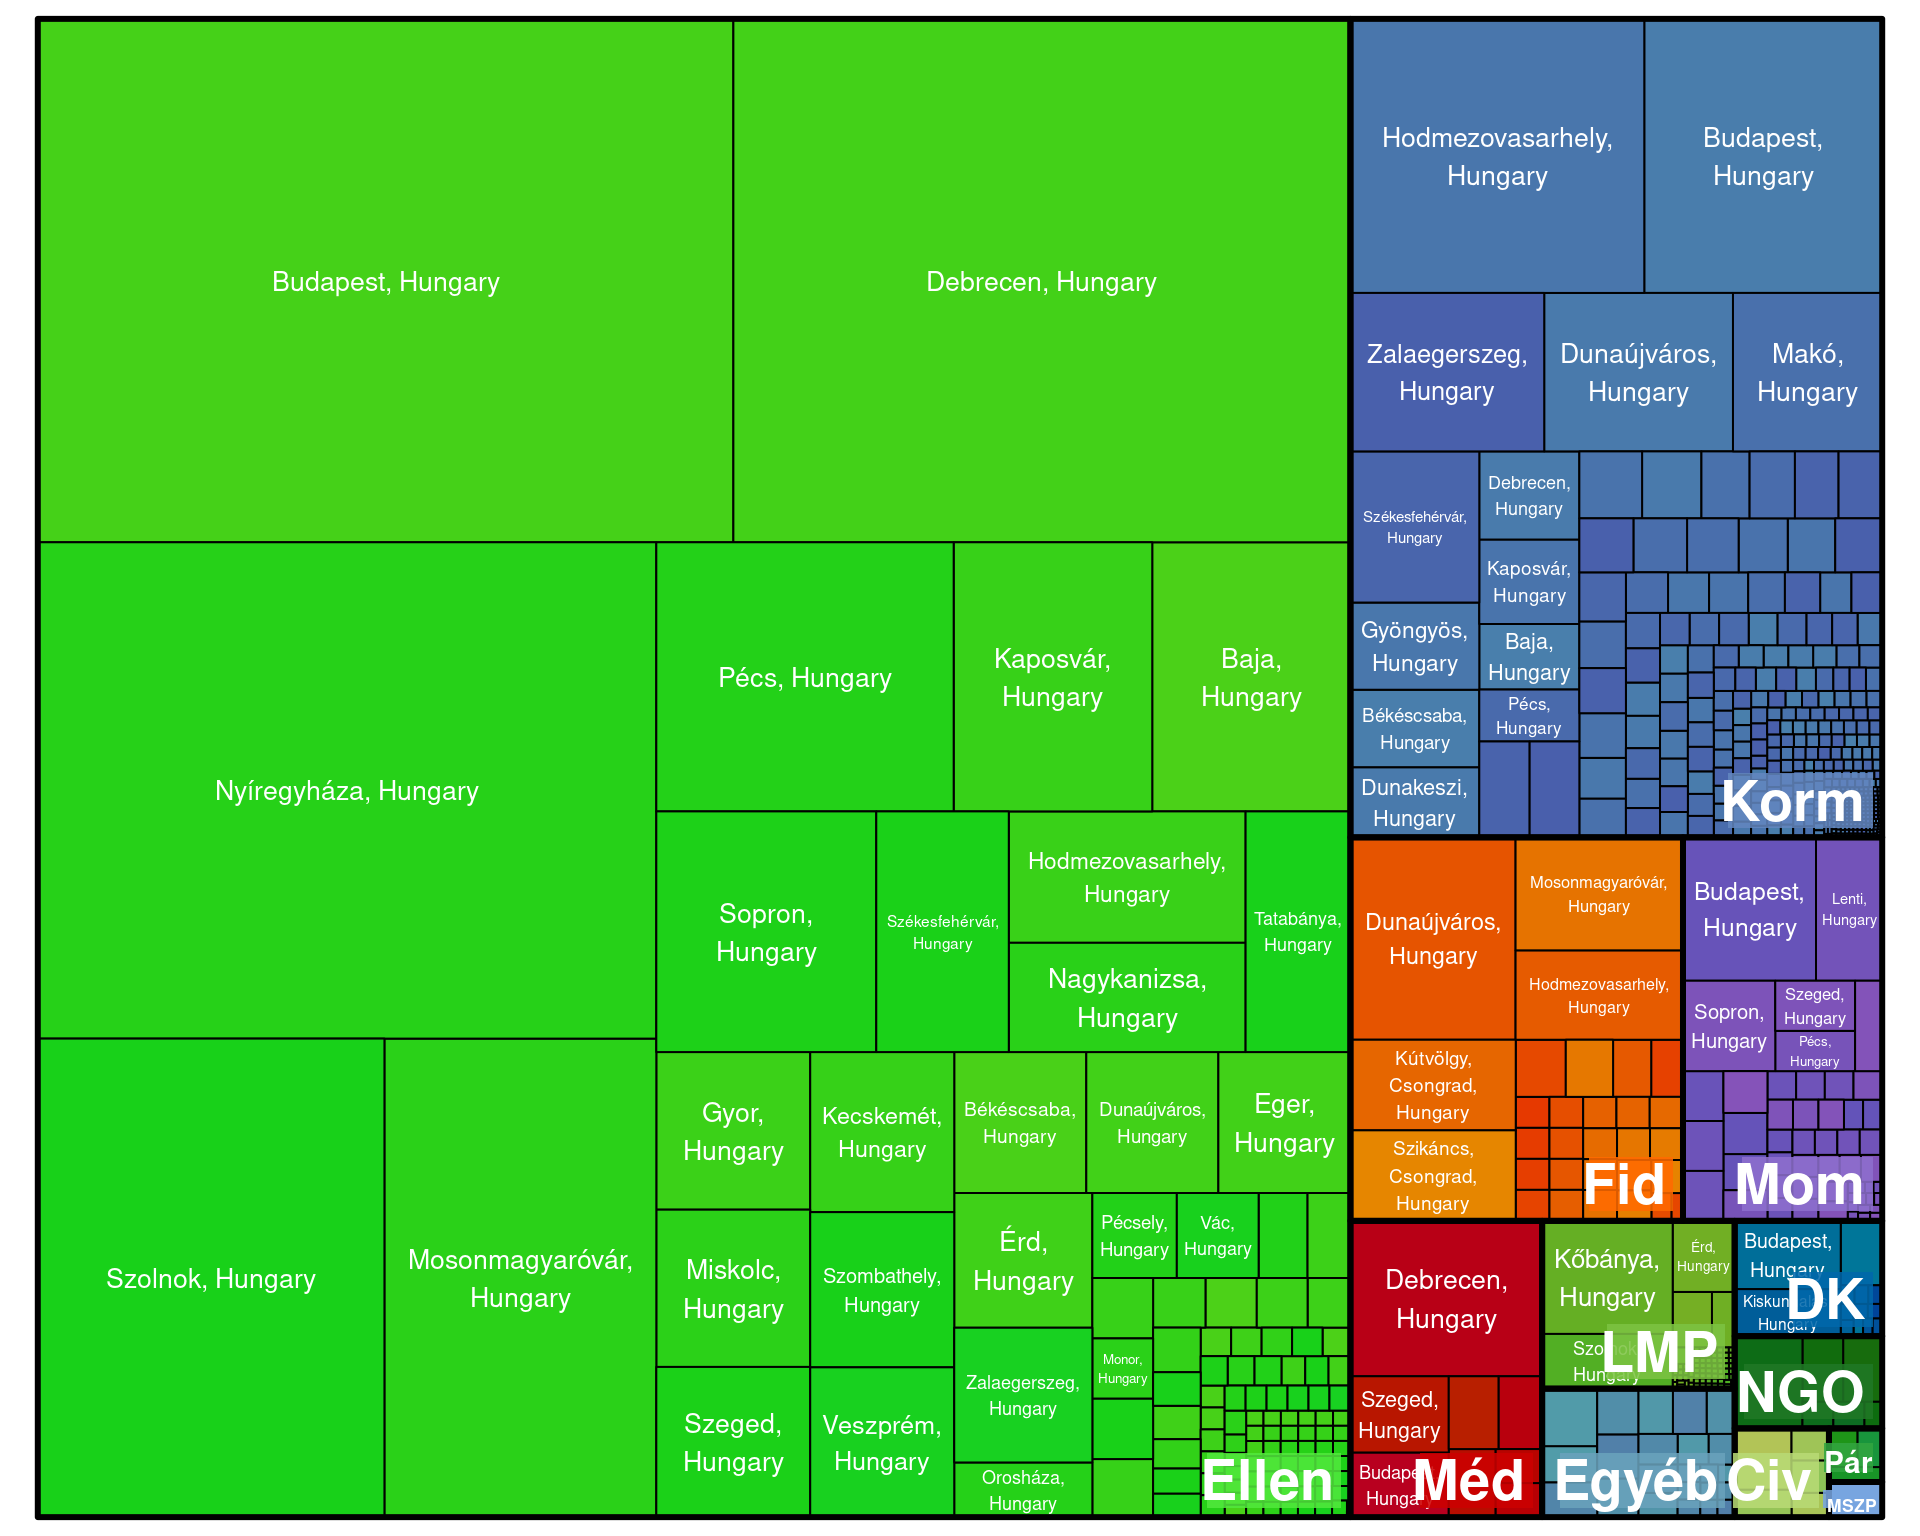 Budapest, Hungary
Debrecen, Hungary
Nyíregyháza, Hungary
Pécs, Hungary
Kaposvár,
Hungary
Baja,
Hungary
Sopron,
Hungary
Székesfehérvár,
Hungary
Hodmezovasarhely,
Hungary
Nagykanizsa,
Hungary
Tatabánya,
Hungary
Szolnok, Hungary
Mosonmagyaróvár,
Hungary
Gyor,
Hungary
Kecskemét,
Hungary
Békéscsaba,
Hungary
Dunaújváros,
Hungary
Eger,
Hungary
Miskolc,
Hungary
Szombathely,
Hungary
Érd,
Hungary
Pécsely,
Hungary
Vác,
Hungary
Szeged,
Hungary
Veszprém,
Hungary
Zalaegerszeg,
Hungary
Monor,
Hungary
Orosháza,
Hungary
Ellen
Hodmezovasarhely,
Hungary
Budapest,
Hungary
Zalaegerszeg,
Hungary
Dunaújváros,
Hungary
Makó,
Hungary
Székesfehérvár,
Hungary
Debrecen,
Hungary
Kaposvár,
Hungary
Gyöngyös,
Hungary
Baja,
Hungary
Békéscsaba,
Hungary
Pécs,
Hungary
Dunakeszi,
Hungary
Korm
Dunaújváros,
Hungary
Mosonmagyaróvár,
Hungary
Hodmezovasarhely,
Hungary
Kútvölgy,
Csongrad,
Hungary
Szikáncs,
Csongrad,
Hungary
Fid
Budapest,
Hungary
Lenti,
Hungary
Sopron,
Hungary
Szeged,
Hungary
Pécs,
Hungary
Mom
Debrecen,
Hungary
Szeged,
Hungary
Budapest,
Hungary
Méd
Kőbánya,
Hungary
Érd,
Hungary
Szolnok,
Hungary
LMP
Budapest,
Hungary
Hungary
DK
NGO
Egyéb
Civ
Pár
MSZP